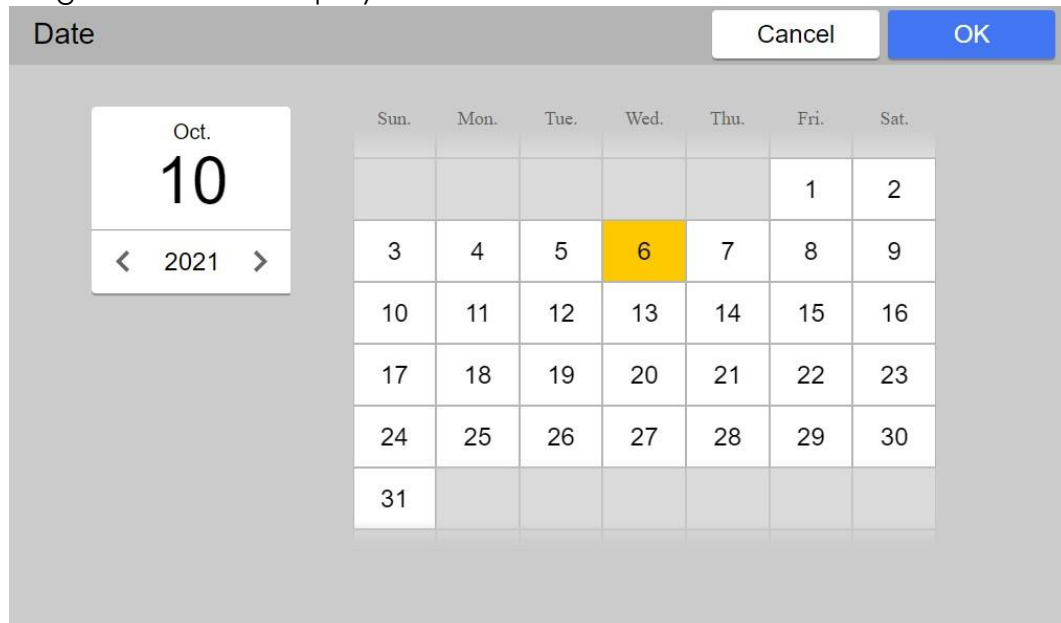 Date Cancel OK
Oct.
10
2021
Sun. Mon. Tue. Wed. Thu. Fri. Sat.
1 2
3 4 5 6 7 8 9
10 11 12 13 14 15 16
17 18 19 20 21 22 23
24 25 26 27 28 29 30
31